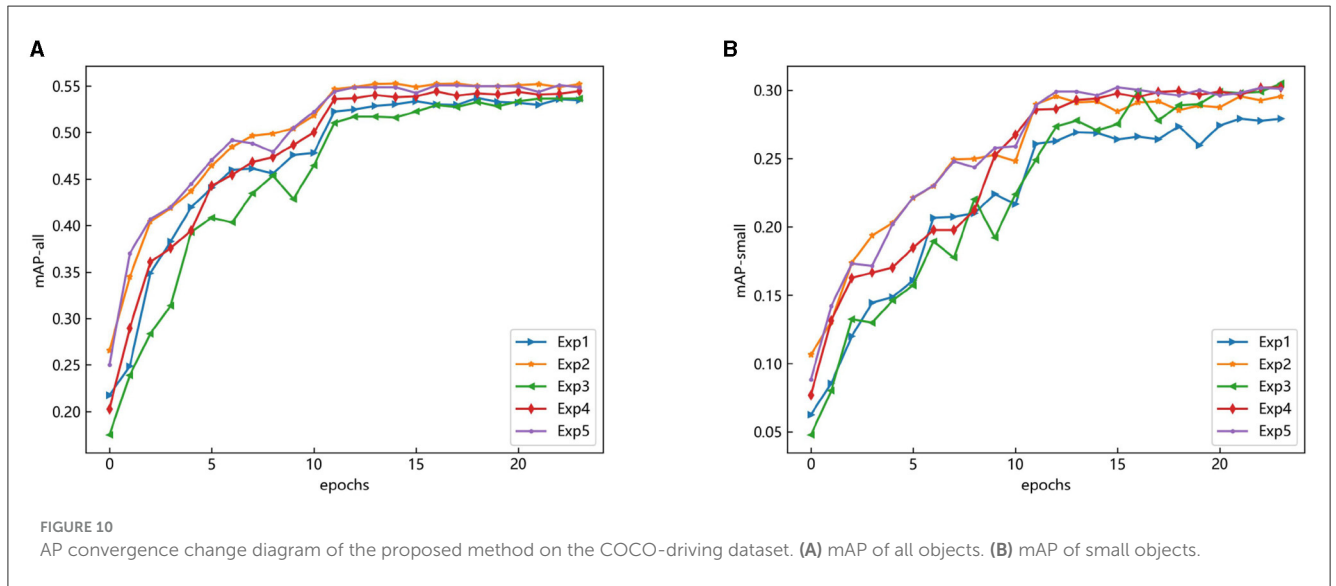 A
0.55
0.50
0.45
0.40
0.35
0.30
0.25
0.20
mAP-all
0 5 10 15 20
epochs
Exp1
Exp2
Exp3
Exp4
Exp5
B
0.30
0.25
0.20
0.15
0.10
0.05
mAP-small
0 5 10 15 20
epochs
Exp1
Exp2
Exp3
Exp4
Exp5
FIGURE 10
AP convergence change diagram of the proposed method on the COCO-driving dataset. (A) mAP of all objects. (B) mAP of small objects.